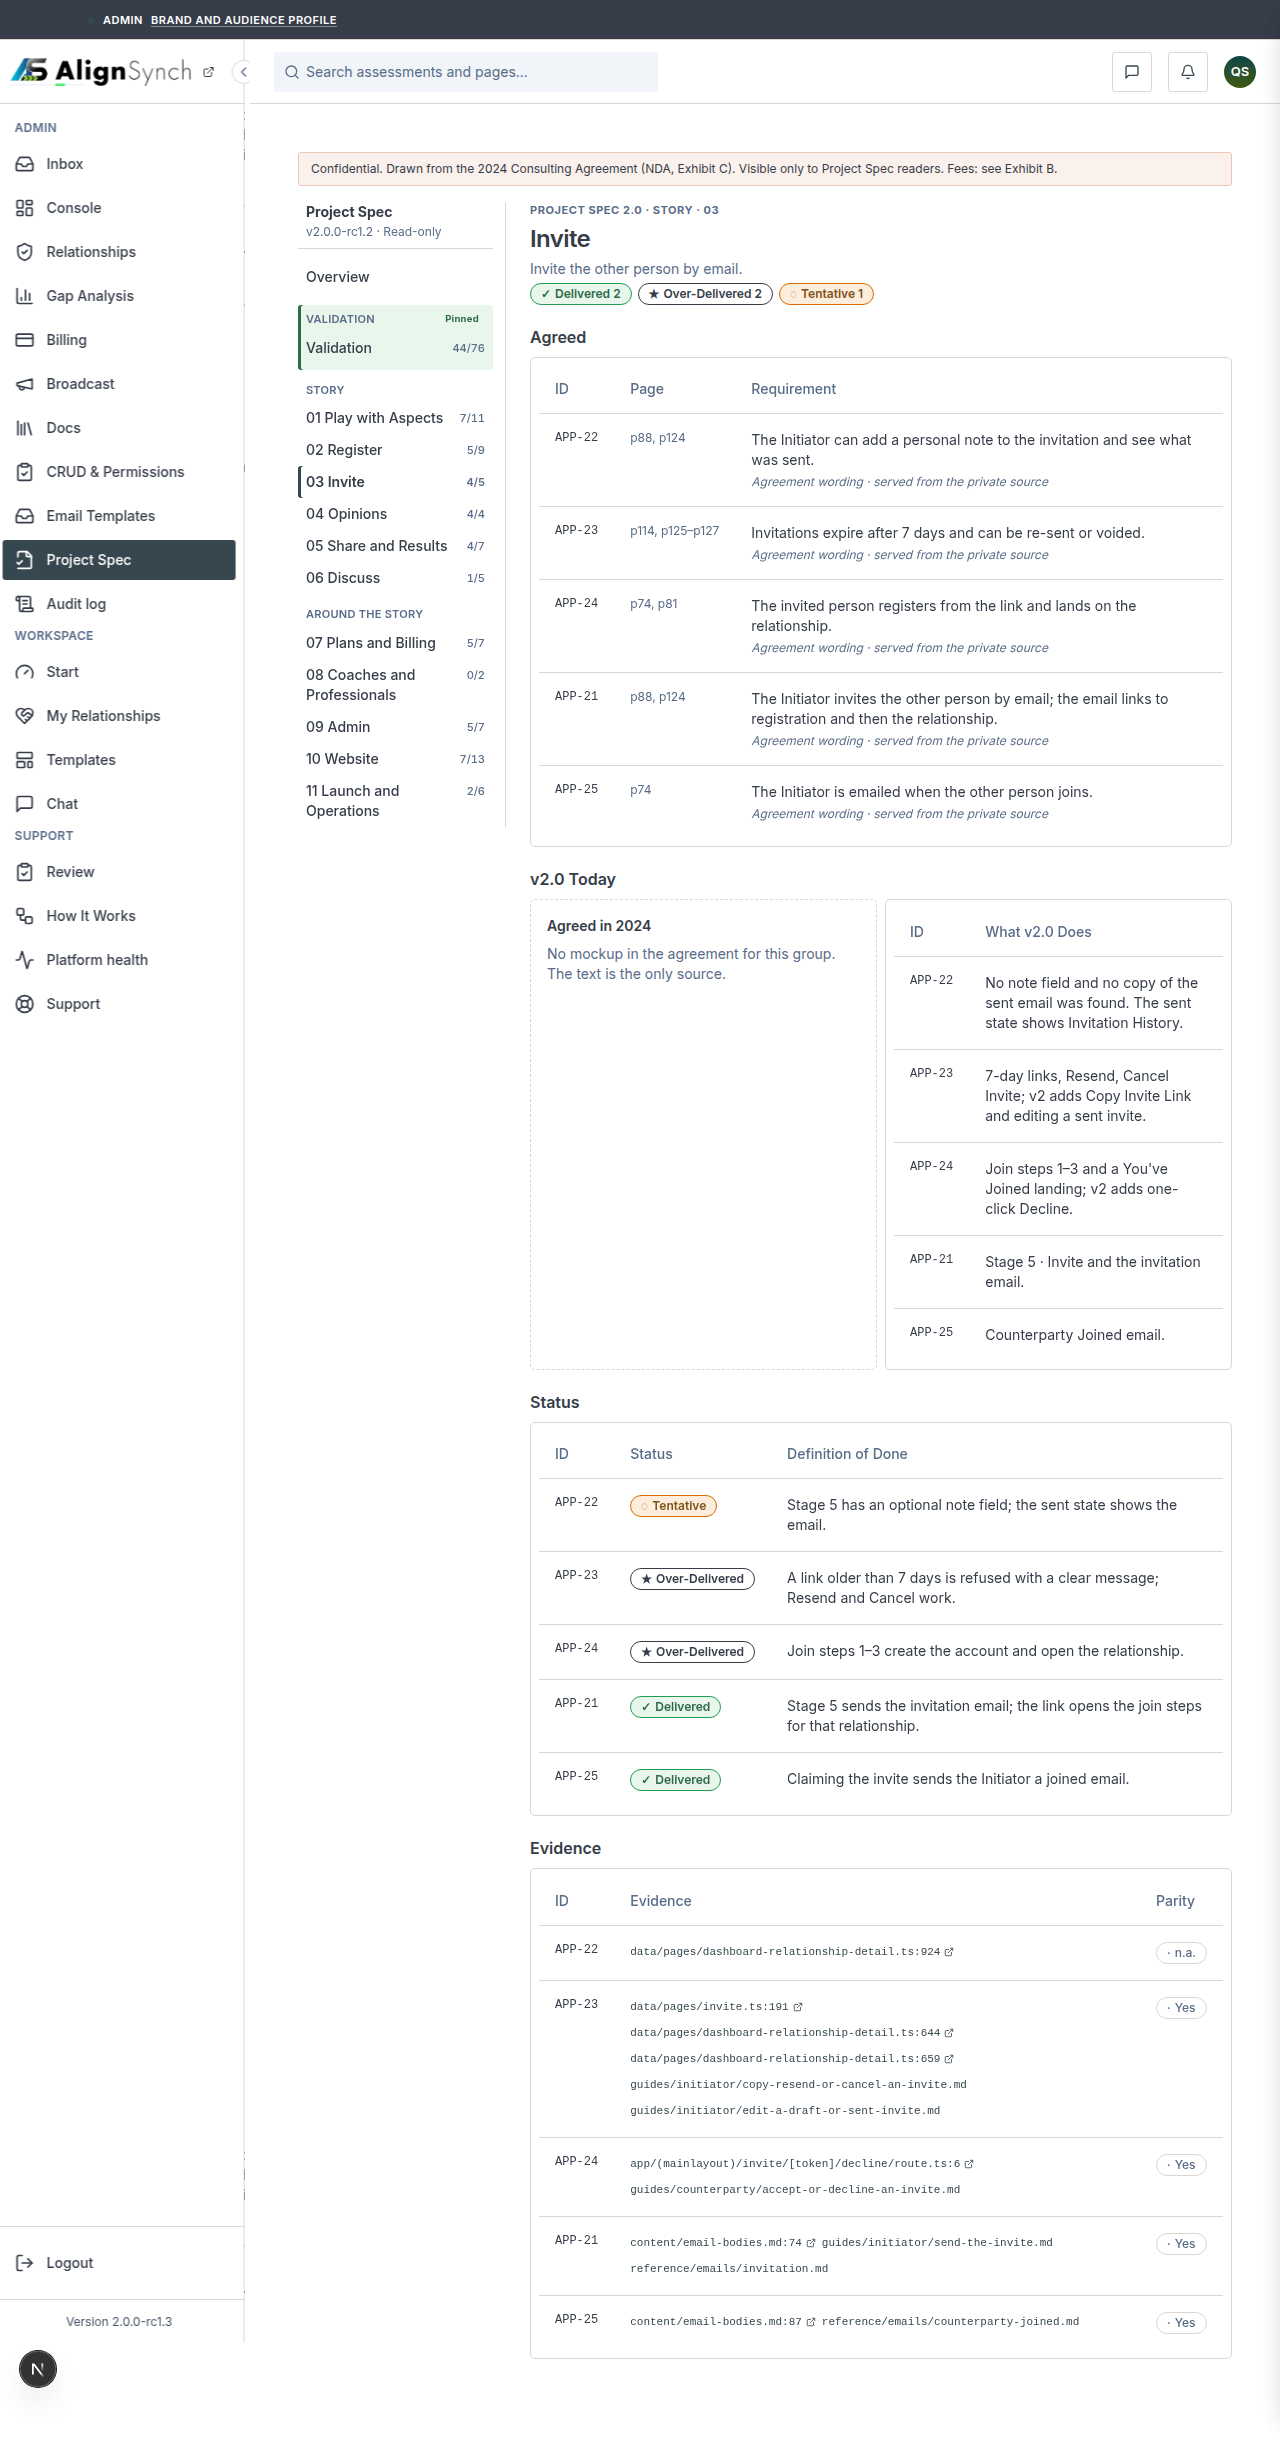 ADMIN BRAND AND AUDIENCE PROFILE
AlignSynch
Search assessments and pages...
QS
ADMIN
Inbox
Console
Relationships
Gap Analysis
Billing
Broadcast
Docs
CRUD & Permissions
Email Templates
Project Spec
Audit log
WORKSPACE
Start
My Relationships
Templates
Chat
SUPPORT
Review
How It Works
Platform health
Support
Logout
Version 2.0.0-rc1.3
N
Confidential. Drawn from the 2024 Consulting Agreement (NDA, Exhibit C). Visible only to Project Spec readers. Fees: see Exhibit B.
Project Spec
v2.0.0-rc1.2 · Read-only
Overview
VALIDATION Pinned
Validation 44/76
STORY
01 Play with Aspects 7/11
02 Register 5/9
03 Invite 4/5
04 Opinions 4/4
05 Share and Results 4/7
06 Discuss 1/5
AROUND THE STORY
07 Plans and Billing 5/7
08 Coaches and 0/2
Professionals
09 Admin 5/7
10 Website 7/13
11 Launch and 2/6
Operations
PROJECT SPEC 2.0 · STORY · 03
Invite
Invite the other person by email.
✓ Delivered 2 ★ Over-Delivered 2 ○ Tentative 1
Agreed
ID Page Requirement
APP-22 p88, p124 The Initiator can add a personal note to the invitation and see what
was sent.
Agreement wording · served from the private source
APP-23 p114, p125–p127 Invitations expire after 7 days and can be re-sent or voided.
Agreement wording · served from the private source
APP-24 p74, p81 The invited person registers from the link and lands on the
relationship.
Agreement wording · served from the private source
APP-21 p88, p124 The Initiator invites the other person by email; the email links to
registration and then the relationship.
Agreement wording · served from the private source
APP-25 p74 The Initiator is emailed when the other person joins.
Agreement wording · served from the private source
v2.0 Today
Agreed in 2024
No mockup in the agreement for this group.
The text is the only source.
ID What v2.0 Does
APP-22 No note field and no copy of the
sent email was found. The sent
state shows Invitation History.
APP-23 7-day links, Resend, Cancel
Invite; v2 adds Copy Invite Link
and editing a sent invite.
APP-24 Join steps 1–3 and a You've
Joined landing; v2 adds one-
click Decline.
APP-21 Stage 5 · Invite and the invitation
email.
APP-25 Counterparty Joined email.
Status
ID Status Definition of Done
APP-22 ○ Tentative Stage 5 has an optional note field; the sent state shows the
email.
APP-23 ★ Over-Delivered A link older than 7 days is refused with a clear message;
Resend and Cancel work.
APP-24 ★ Over-Delivered Join steps 1–3 create the account and open the relationship.
APP-21 ✓ Delivered Stage 5 sends the invitation email; the link opens the join steps
for that relationship.
APP-25 ✓ Delivered Claiming the invite sends the Initiator a joined email.
Evidence
ID Evidence Parity
APP-22 data/pages/dashboard-relationship-detail.ts:924 · n.a.
APP-23 data/pages/invite.ts:191 · Yes
data/pages/dashboard-relationship-detail.ts:644
data/pages/dashboard-relationship-detail.ts:659
guides/initiator/copy-resend-or-cancel-an-invite.md
guides/initiator/edit-a-draft-or-sent-invite.md
APP-24 app/(mainlayout)/invite/[token]/decline/route.ts:6 · Yes
guides/counterparty/accept-or-decline-an-invite.md
APP-21 content/email-bodies.md:74 guides/initiator/send-the-invite.md · Yes
reference/emails/invitation.md
APP-25 content/email-bodies.md:87 reference/emails/counterparty-joined.md · Yes